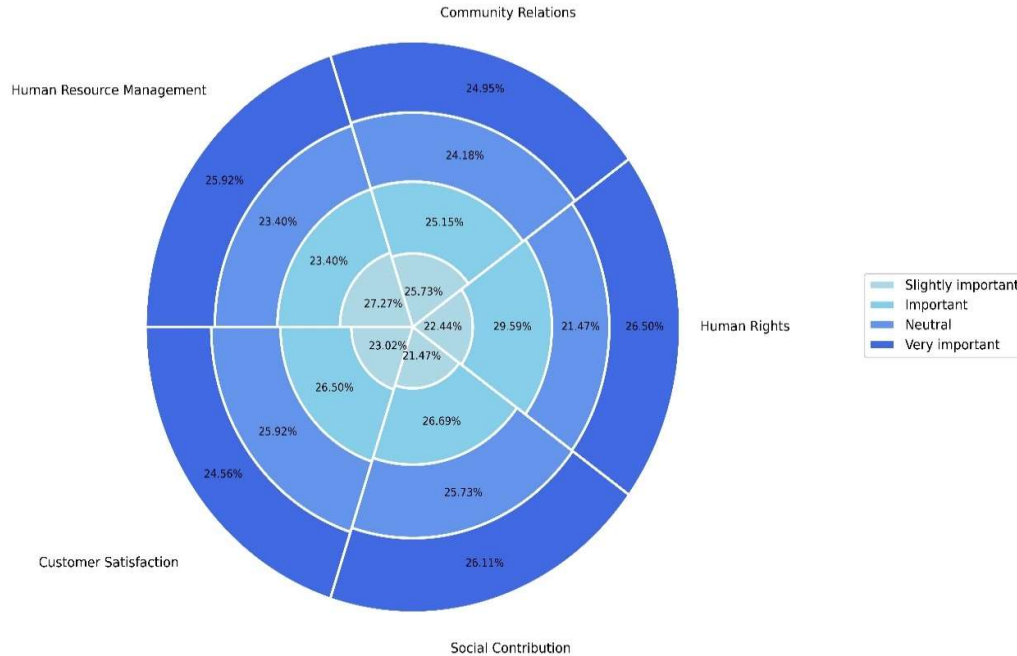 Community Relations
Human Resource Management
24.95%
24.18%
25.92%
23.40%
25.15%
23.40%
25.73%
27.27%
22.44%
29.59%
21.47%
26.50%
Human Rights
23.02%
21.47%
26.50%
26.69%
25.92%
24.56%
25.73%
26.11%
Customer Satisfaction
Social Contribution
Slightly important
Important
Neutral
Very important